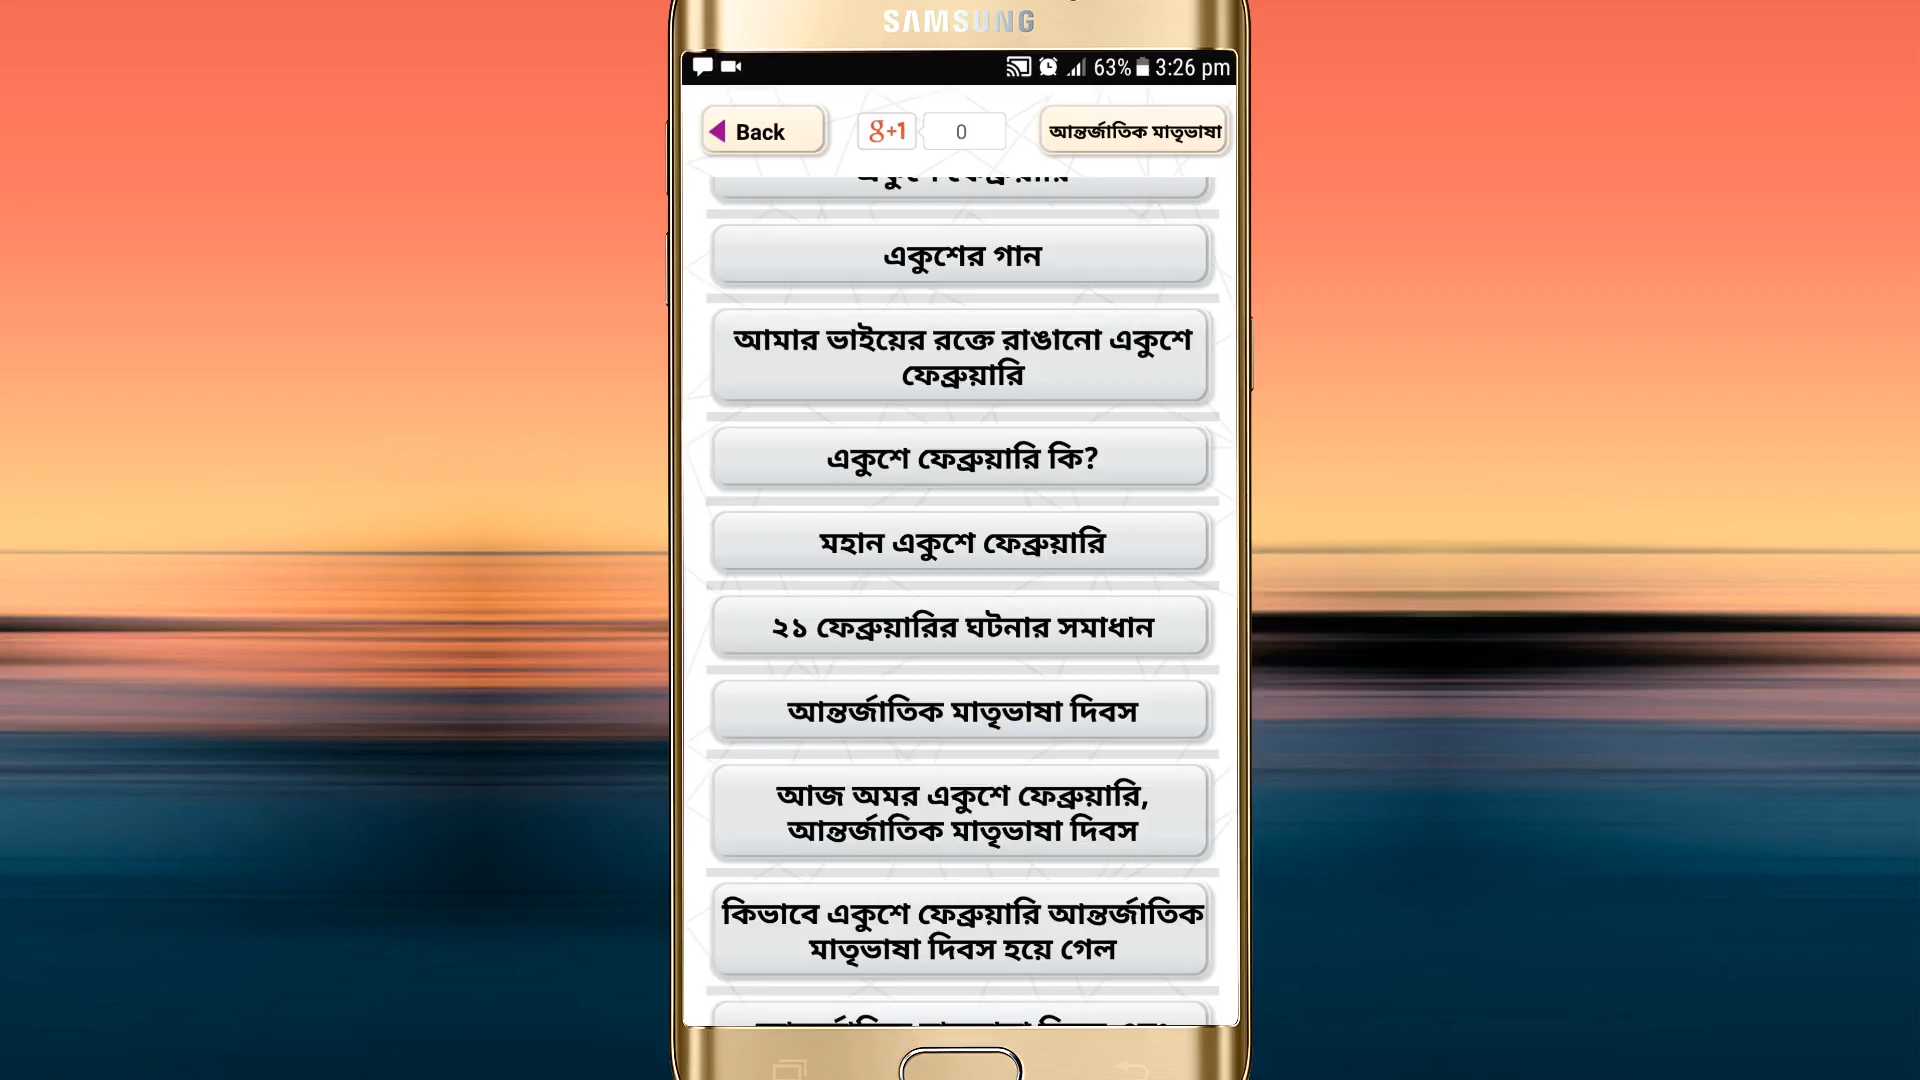 SAMSUNG
63% 3:26 pm
Back
g+1
0
আন্তর্জাতিক মাতৃভাষা
একুশের গান
আমার ভাইয়ের রক্তে রাঙানো একুশে
ফেব্রুয়ারি
একুশে ফেব্রুয়ারি কি?
মহান একুশে ফেব্রুয়ারি
২১ ফেব্রুয়ারির ঘটনার সমাধান
আন্তর্জাতিক মাতৃভাষা দিবস
আজ অমর একুশে ফেব্রুয়ারি,
আন্তর্জাতিক মাতৃভাষা দিবস
কিভাবে একুশে ফেব্রুয়ারি আন্তর্জাতিক
মাতৃভাষা দিবস হয়ে গেল